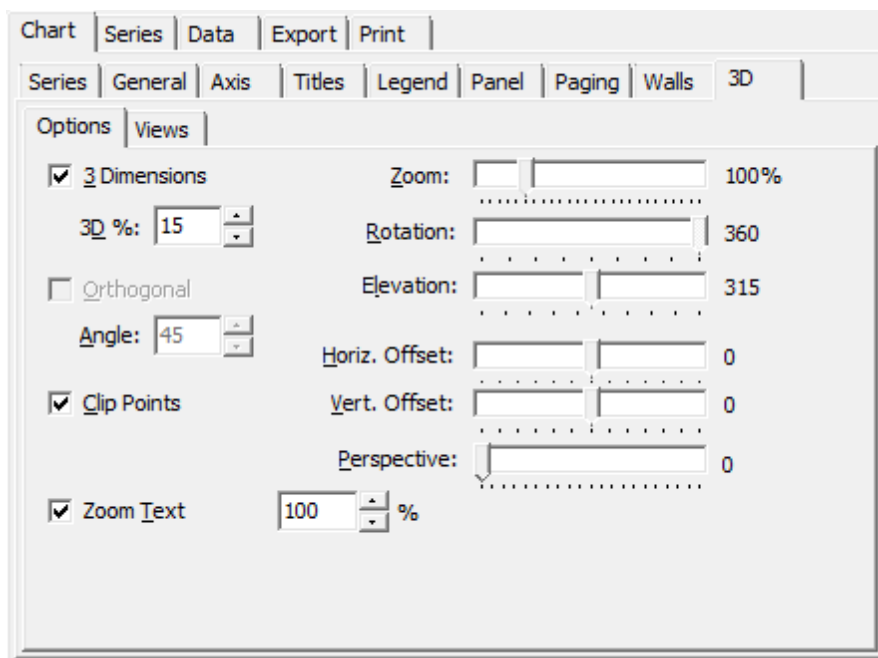 Chart Series Data Export Print
Series General Axis Titles Legend Panel Paging Walls 3D
Options Views
3 Dimensions Zoom: 100%
3D %: 15 Rotation: 360
Orthogonal Elevation: 315
Angle: 45 Horiz. Offset: 0
Clip Points Vert. Offset: 0
Perspective: 0
Zoom Text 100 %